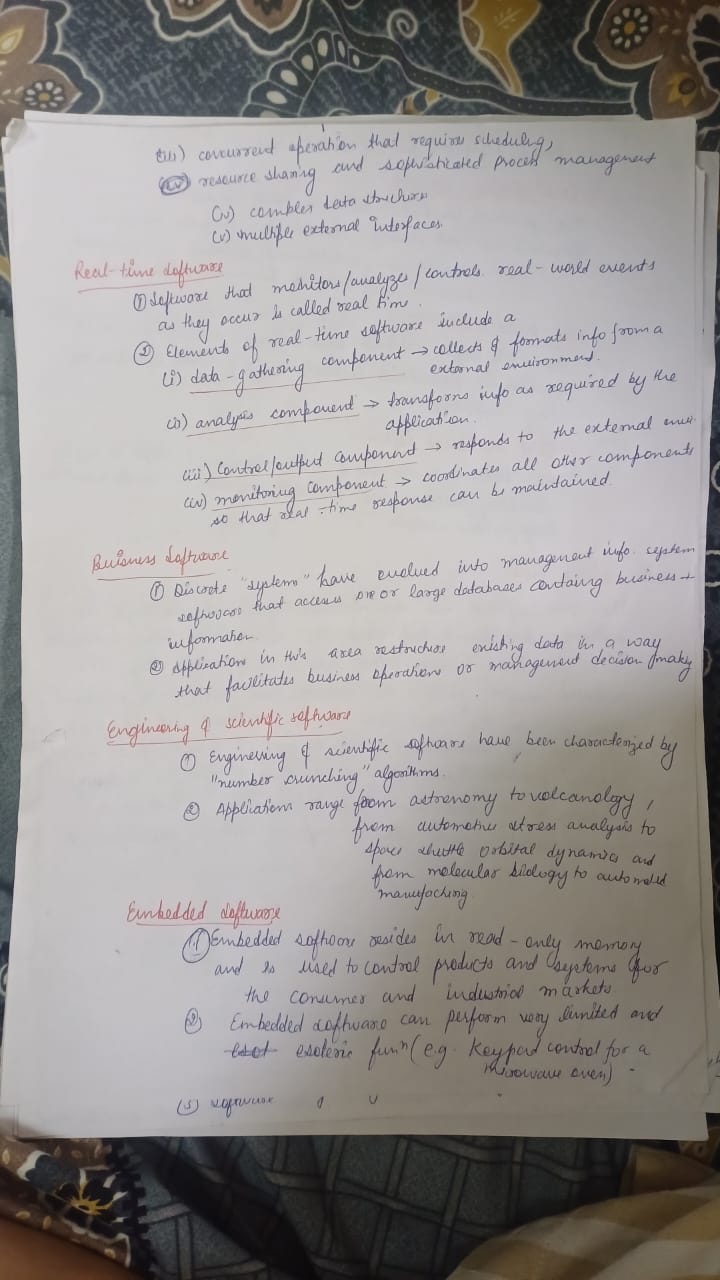 (iii) concurrent operation that requires scheduling,
(iv) resource sharing and sophisticated process management
(iv) complex data structures
(v) multiple external interfaces.
Real-time software
① Software that monitors/analyzes/controls real-world events
as they occur is called real time.
② Elements of real-time software include a
(i) data-gathering component → collects & formats info from a
external environment.
(ii) analysis component → transforms info as required by the
application.
(iii) Control/output component → responds to the external envir.
(iv) monitoring component → coordinates all other components
so that real-time response can be maintained.
Business Software
① Discrete "systems" have evolved into management info. system
software that accesses one or large databases containg business
information.
② Applications in this area restructure existing data in a way
that facilitates business operations or management decision making
Engineering & scientific software
① Engineering & scientific software have been characterized by
"number crunching" algorithms.
② Applications range from astronomy to volcanology,
from automotive stress analysis to
space shuttle orbital dynamics and
from molecular biology to automated
manufaching
Embedded software
① Embedded software resides in read-only memory
and is used to control products and systems for
the consumer and industrial markets.
② Embedded software can perform very limited and
esoteric funⁿ (e.g. Keypad control for a
microwave oven).
(5) software